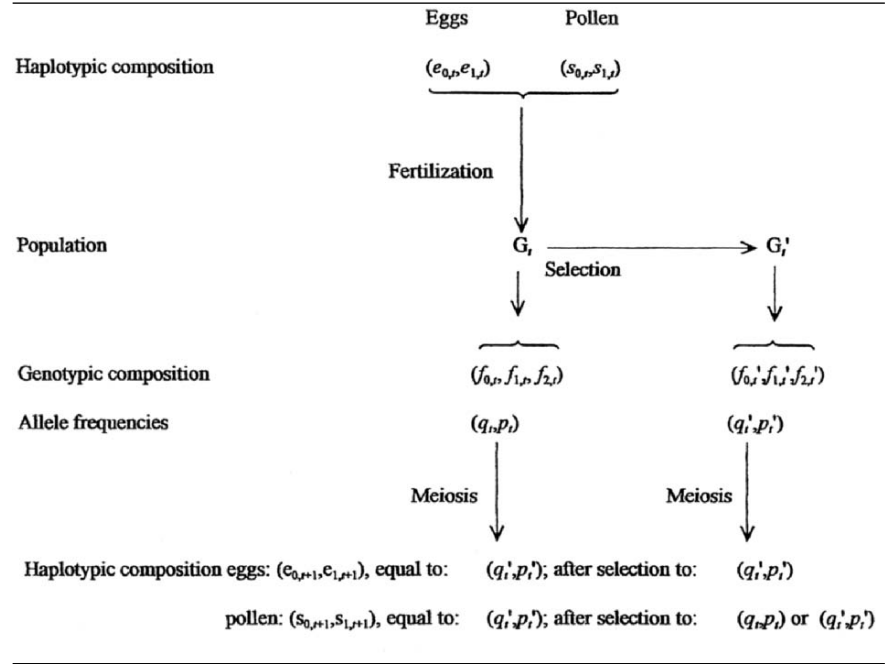 Eggs Pollen
Haplotypic composition (e₀,ₜ,e₁,ₜ) (s₀,ₜ,s₁,ₜ)
Fertilization
Population Gₜ Gₜ'
Selection
Genotypic composition (f₀,ₜ, f₁,ₜ, f₂,ₜ) (f₀,ₜ',f₁,ₜ',f₂,ₜ')
Allele frequencies (qₜ,pₜ) (qₜ',pₜ')
Meiosis Meiosis
Haplotypic composition eggs: (e₀,ₜ₊₁,e₁,ₜ₊₁), equal to: (qₜ',pₜ'); after selection to: (qₜ',pₜ')
pollen: (s₀,ₜ₊₁,s₁,ₜ₊₁), equal to: (qₜ',pₜ'); after selection to: (qₜ,pₜ) or (qₜ',pₜ')